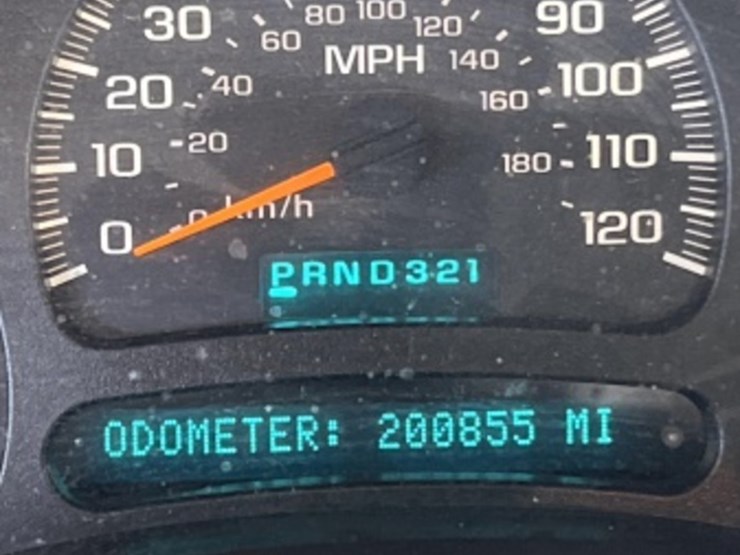 30 60 80 100 120 90
MPH 140
20 40 160 100
10 20 180 110
0 0 km/h 120
PRND321
ODOMETER: 200855 MI